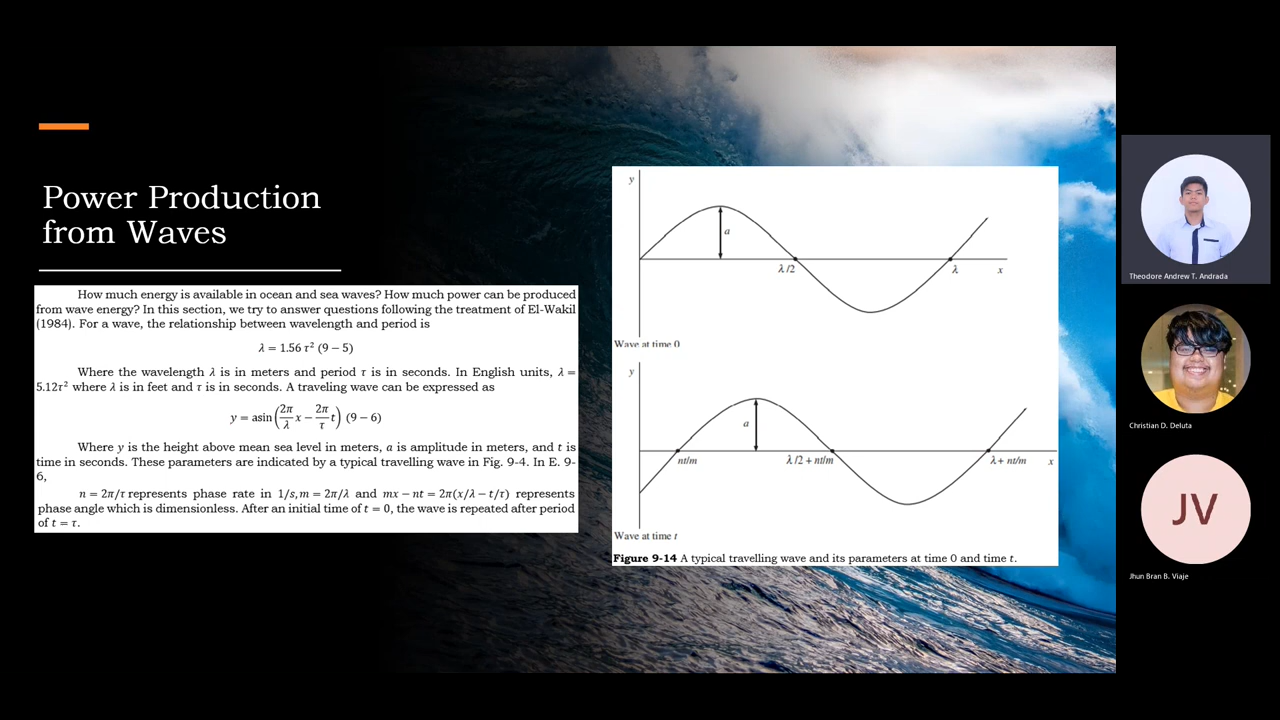 Power Production
from Waves
How much energy is available in ocean and sea waves? How much power can be produced
from wave energy? In this section, we try to answer questions following the treatment of El-Wakil
(1984). For a wave, the relationship between wavelength and period is
λ = 1.56 τ² (9 − 5)
Where the wavelength λ is in meters and period τ is in seconds. In English units, λ =
5.12τ² where λ is in feet and τ is in seconds. A traveling wave can be expressed as
y = asin(2π/λ x − 2π/τ t) (9 − 6)
Where y is the height above mean sea level in meters, a is amplitude in meters, and t is
time in seconds. These parameters are indicated by a typical travelling wave in Fig. 9-4. In E. 9-
6,
n = 2π/τ represents phase rate in 1/s, m = 2π/λ and mx − nt = 2π(x/λ − t/τ) represents
phase angle which is dimensionless. After an initial time of t = 0, the wave is repeated after period
of t = τ.
y
a
λ/2
λ
x
Wave at time 0
y
a
nt/m
λ/2 + nt/m
λ + nt/m
x
Wave at time t
Figure 9-14 A typical travelling wave and its parameters at time 0 and time t.
Theodore Andrew T. Andrada
Christian D. Deluta
JV
Jhun Bran B. Viaje